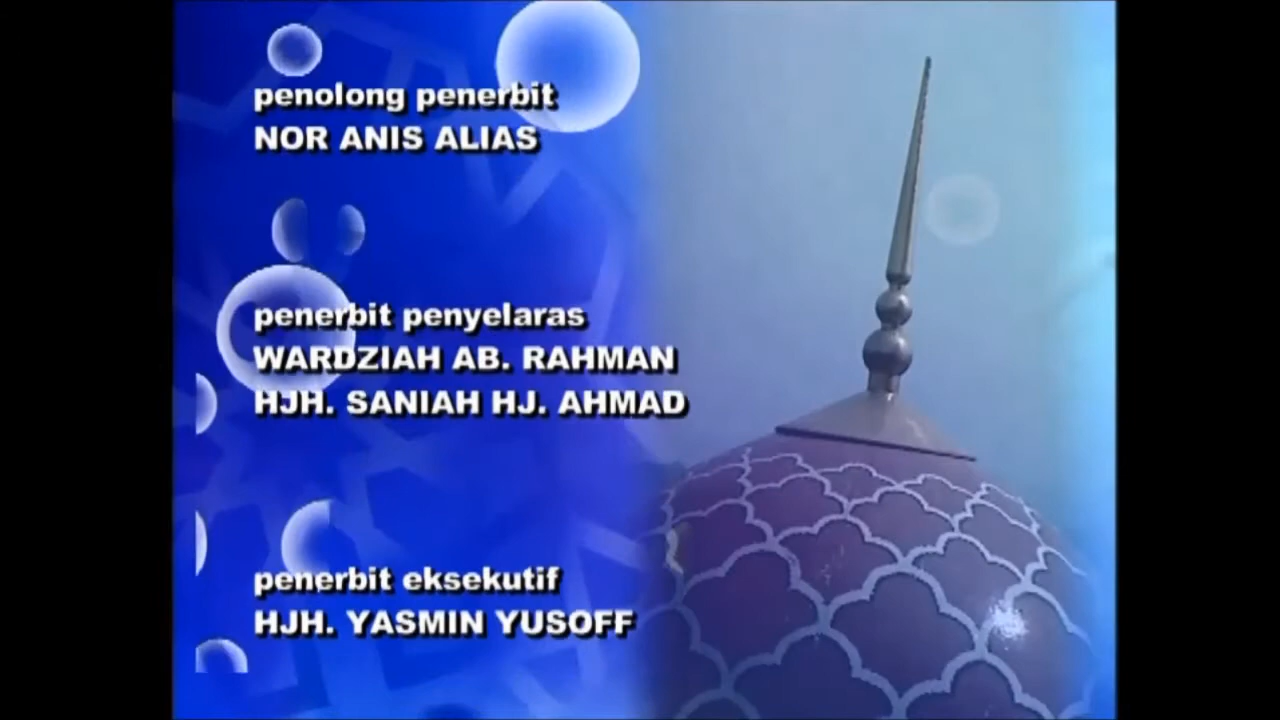 penolong penerbit
NOR ANIS ALIAS
penerbit penyelaras
WARDZIAH AB. RAHMAN
HJH. SANIAH HJ. AHMAD
penerbit eksekutif
HJH. YASMIN YUSOFF